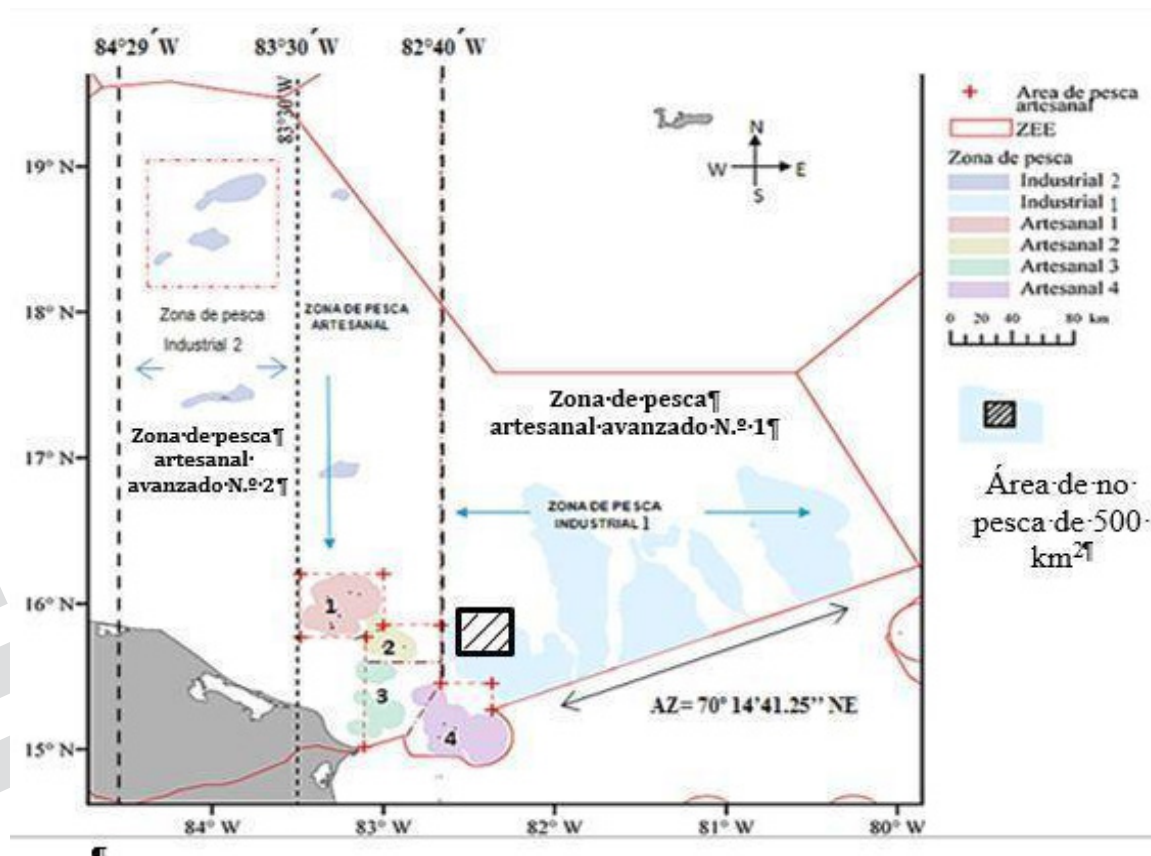 84°29´W
83°30´W
82°40´W
83°30´W
19° N
18° N
17° N
16° N
15° N
84° W
83° W
82° W
81° W
80° W
N
W
E
S
Zona de pesca
Industrial 2
ZONA DE PESCA
ARTESANAL
Zona·de·pesca¶
artesanal·
avanzado·N.º·2¶
Zona·de·pesca¶
artesanal·avanzado·N.º·1¶
ZONA DE PESCA
INDUSTRIAL 1
1
2
3
4
AZ= 70° 14'41.25’’ NE
Area de pesca
artesanal
ZEE
Zona de pesca
Industrial 2
Industrial 1
Artesanal 1
Artesanal 2
Artesanal 3
Artesanal 4
0 20 40 80 km
Área·de·no·
pesca·de·500·
km²¶
¶